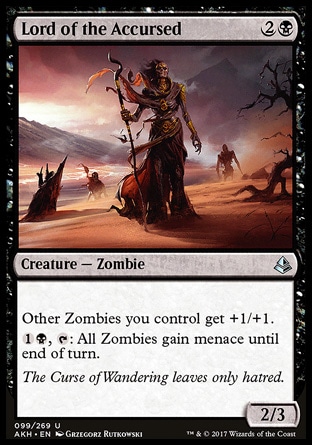 Lord of the Accursed 2
Creature — Zombie
Other Zombies you control get +1/+1.
1, : All Zombies gain menace until
end of turn.
The Curse of Wandering leaves only hatred.
2/3
099/269 U
AKH • EN Grzegorz Rutkowski
™ & © 2017 Wizards of the Coast